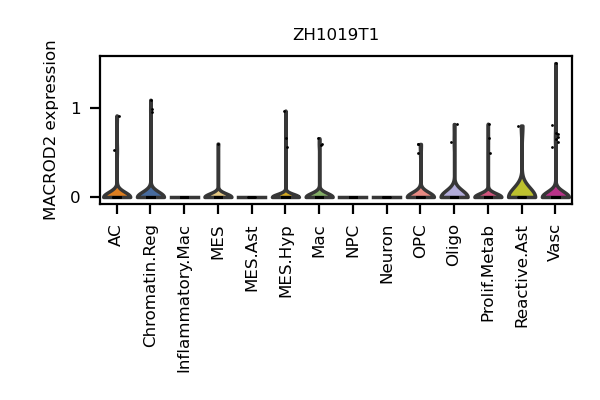 ZH1019T1
MACROD2 expression
1
0
AC
Chromatin.Reg
Inflammatory.Mac
MES
MES.Ast
MES.Hyp
Mac
NPC
Neuron
OPC
Oligo
Prolif.Metab
Reactive.Ast
Vasc